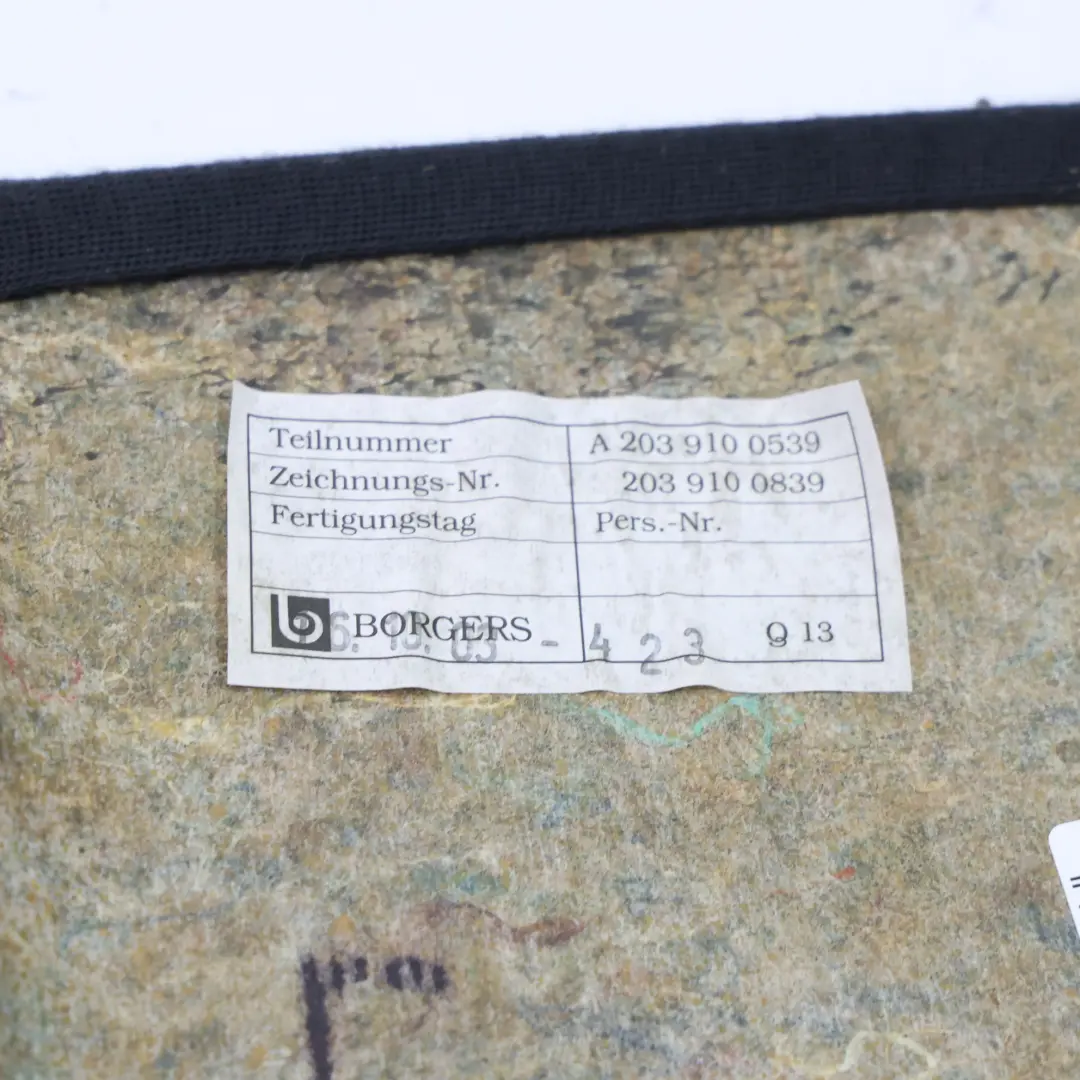 Teilnummer A 203 910 0539
Zeichnungs-Nr. 203 910 0839
Fertigungstag Pers.-Nr.
BORGERS Q 13
- 423